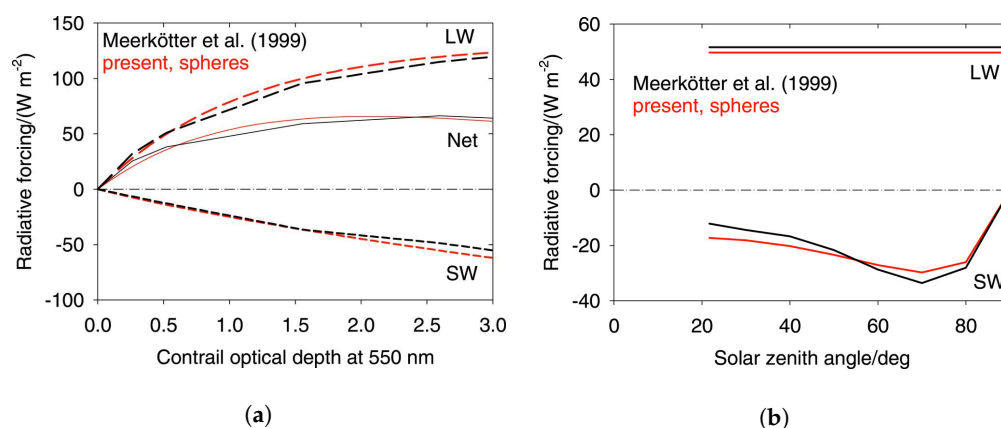 150
100
50
0
-50
-100
Radiative forcing/(W m-2)
Meerkötter et al. (1999)
present, spheres
LW
Net
SW
0.0 0.5 1.0 1.5 2.0 2.5 3.0
Contrail optical depth at 550 nm
(a)
60
40
20
0
-20
-40
Radiative forcing/(W m-2)
Meerkötter et al. (1999)
present, spheres
LW
SW
0 20 40 60 80
Solar zenith angle/deg
(b)